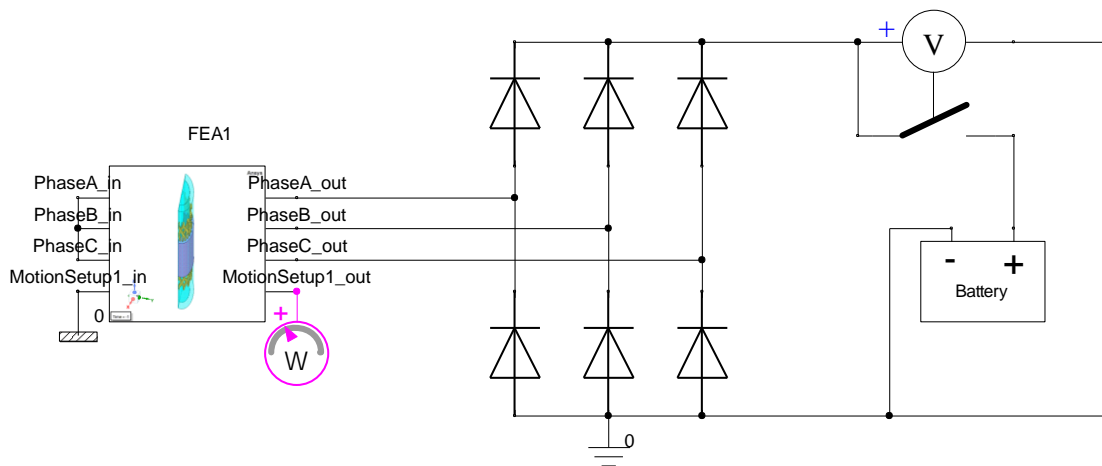 +
V
FEA1
PhaseA_in
PhaseA_out
PhaseB_in
PhaseB_out
PhaseC_in
PhaseC_out
MotionSetup1_in
MotionSetup1_out
0
+
W
- +
Battery
0